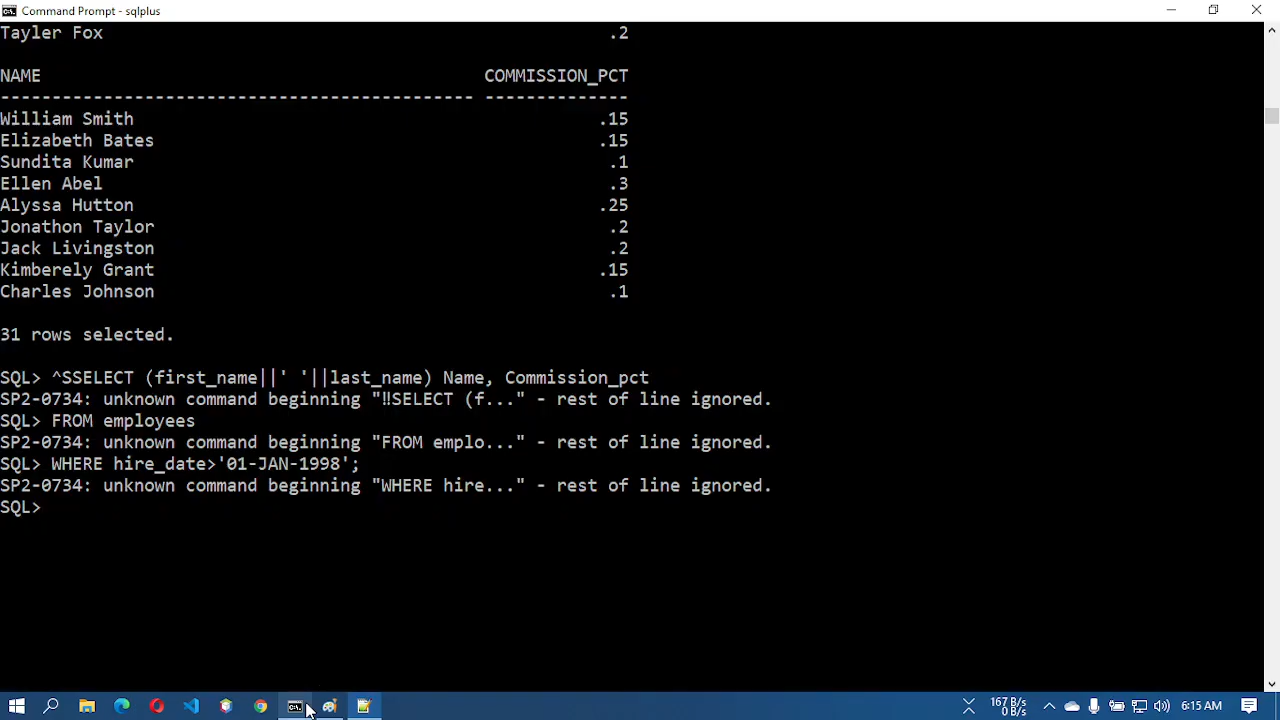 Command Prompt - sqlplus
Tayler Fox .2
NAME COMMISSION_PCT
---------------------------------------------- --------------
William Smith .15
Elizabeth Bates .15
Sundita Kumar .1
Ellen Abel .3
Alyssa Hutton .25
Jonathon Taylor .2
Jack Livingston .2
Kimberely Grant .15
Charles Johnson .1
31 rows selected.
SQL> ^SSELECT (first_name||' '||last_name) Name, Commission_pct
SP2-0734: unknown command beginning "‼SELECT (f..." - rest of line ignored.
SQL> FROM employees
SP2-0734: unknown command beginning "FROM emplo..." - rest of line ignored.
SQL> WHERE hire_date>'01-JAN-1998';
SP2-0734: unknown command beginning "WHERE hire..." - rest of line ignored.
SQL>
167 B/s
0 B/s
6:15 AM